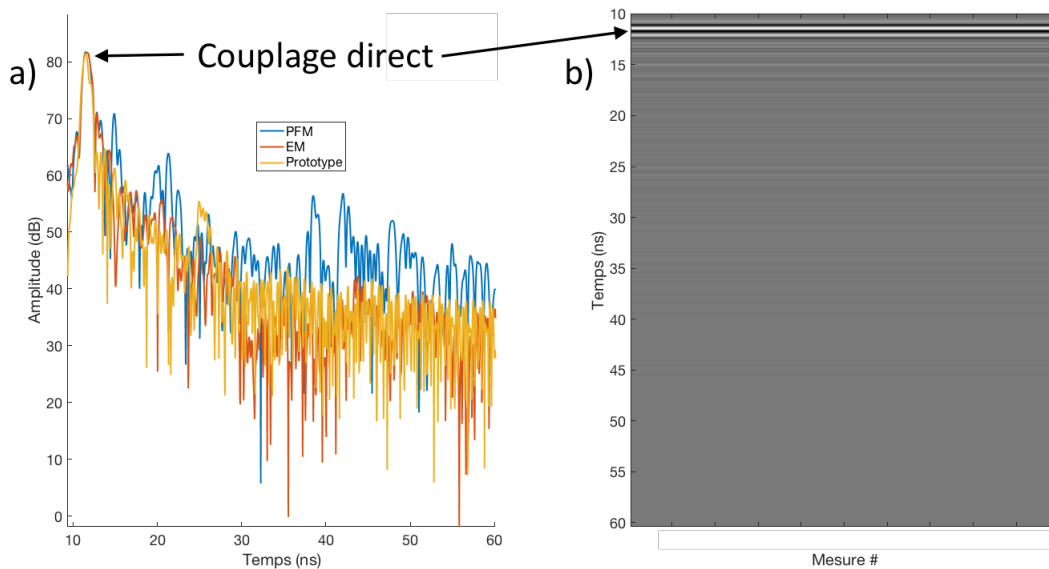 a)
Couplage direct
b)
PFM
EM
Prototype
Amplitude (dB)
80
70
60
50
40
30
20
10
0
10 20 30 40 50 60
Temps (ns)
Temps (ns)
10
15
20
25
30
35
40
45
50
55
60
Mesure #